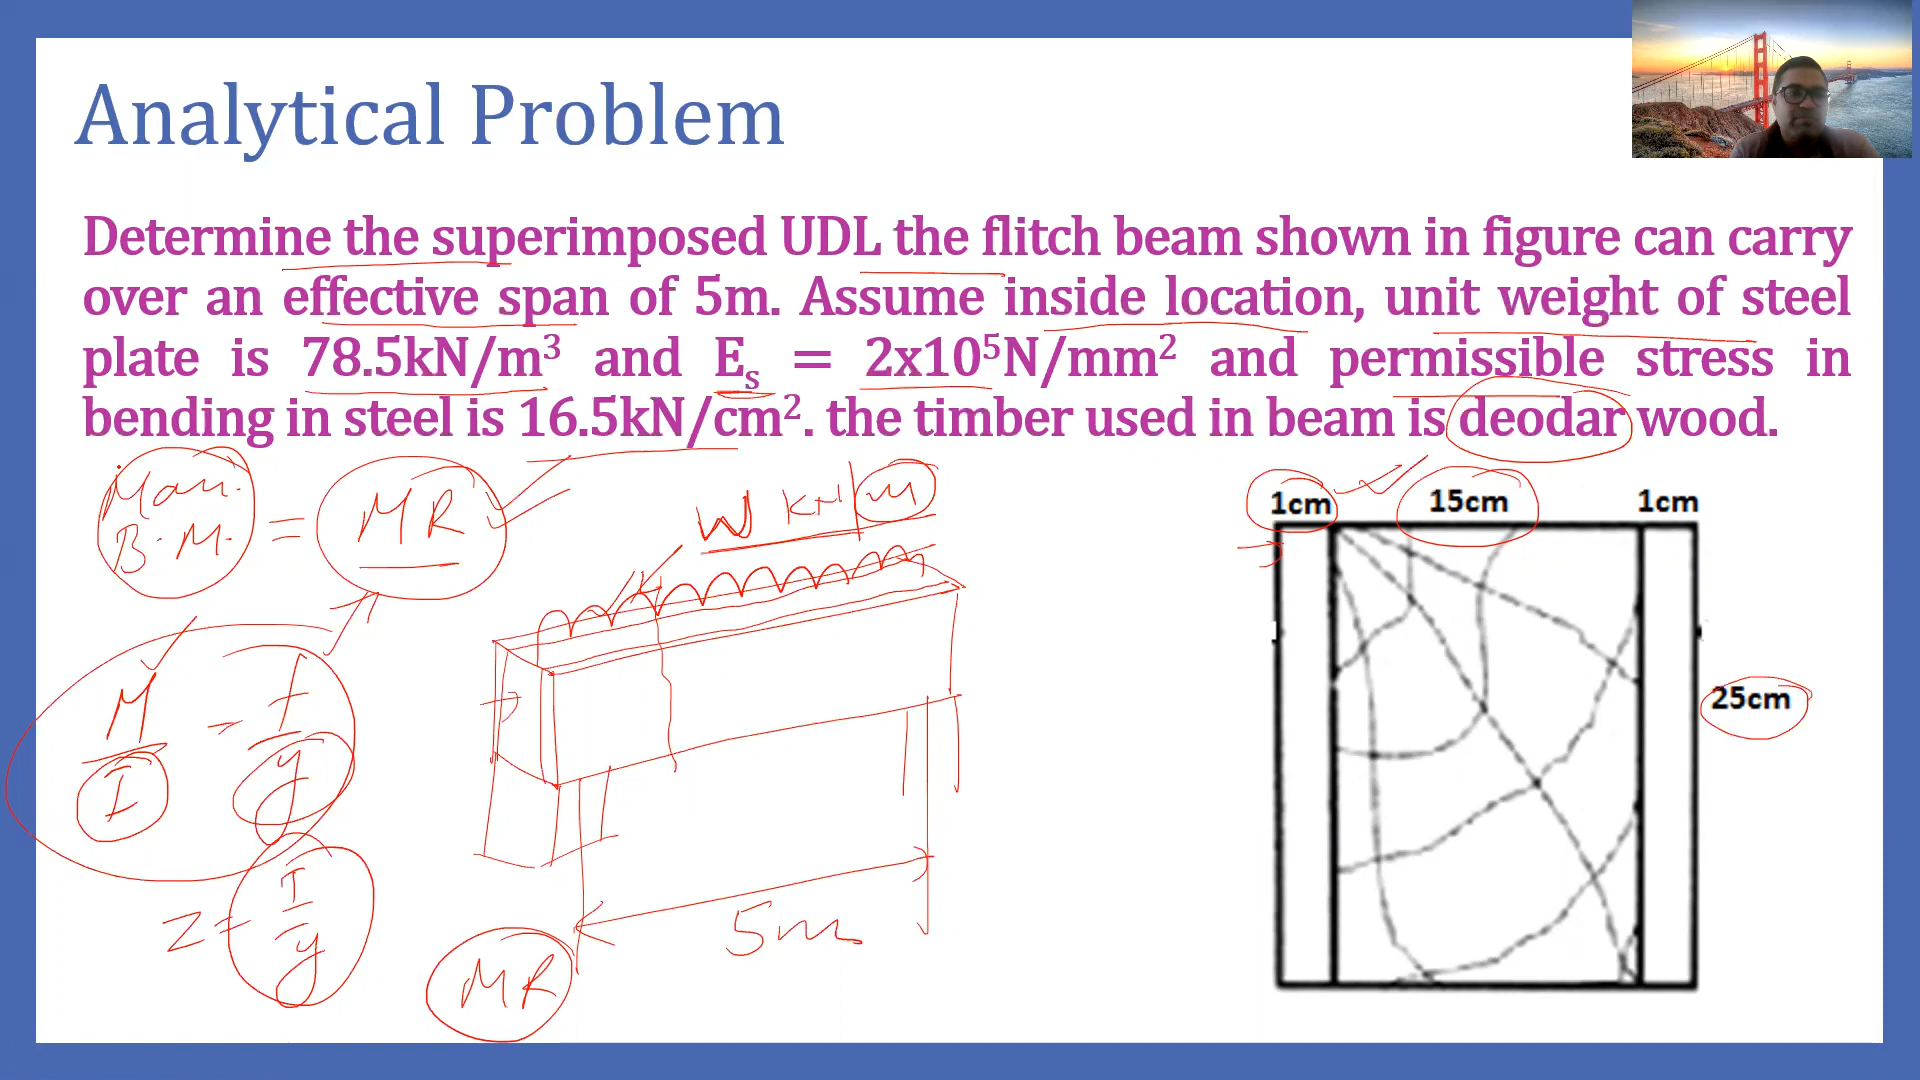 Analytical Problem
Determine the superimposed UDL the flitch beam shown in figure can carry
over an effective span of 5m. Assume inside location, unit weight of steel
plate is 78.5kN/m³ and Eₛ = 2x10⁵N/mm² and permissible stress in
bending in steel is 16.5kN/cm². the timber used in beam is deodar wood.
Max.
B.M. = MR
W kN/m
1cm 15cm 1cm
25cm
M/I = f/y
Z = I/y
5m
MR